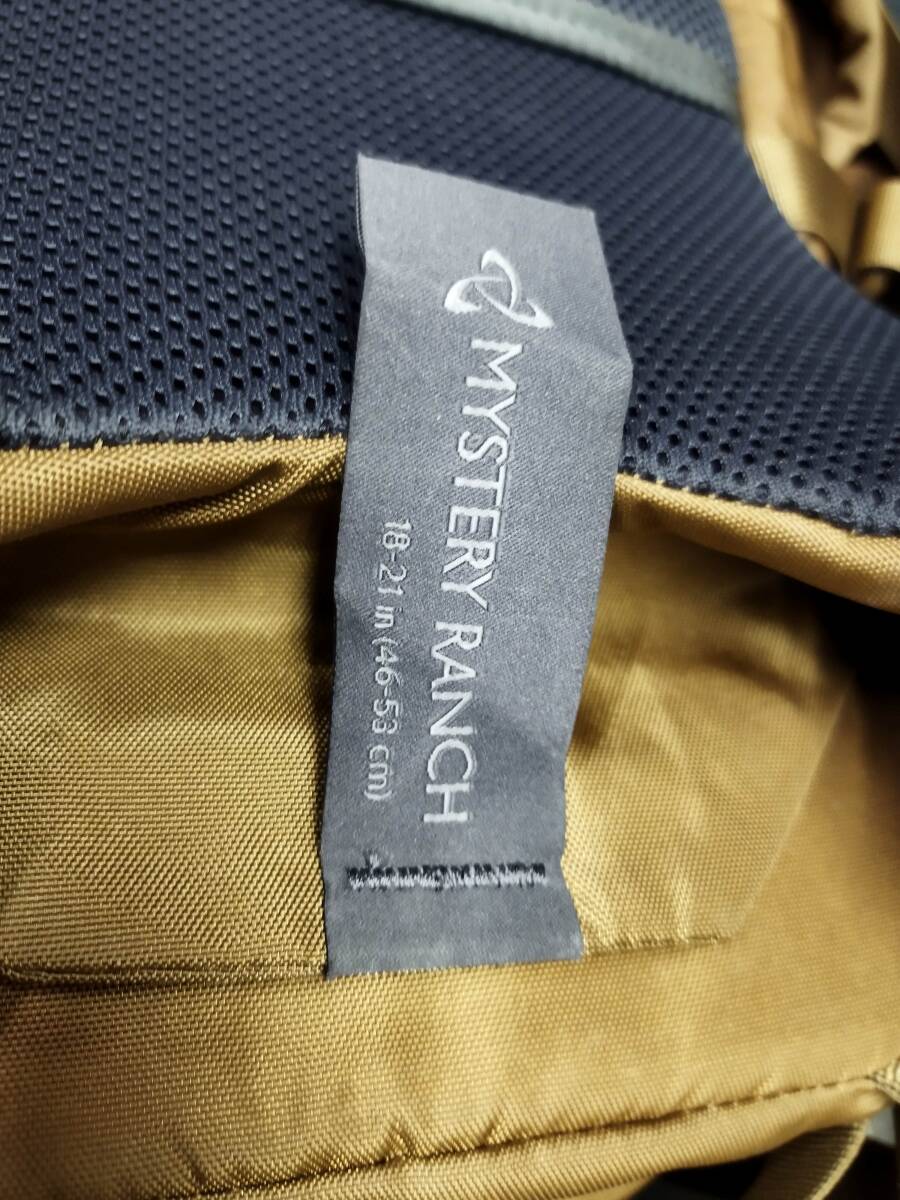 MYSTERY RANCH
18-21 in (46-53 cm)